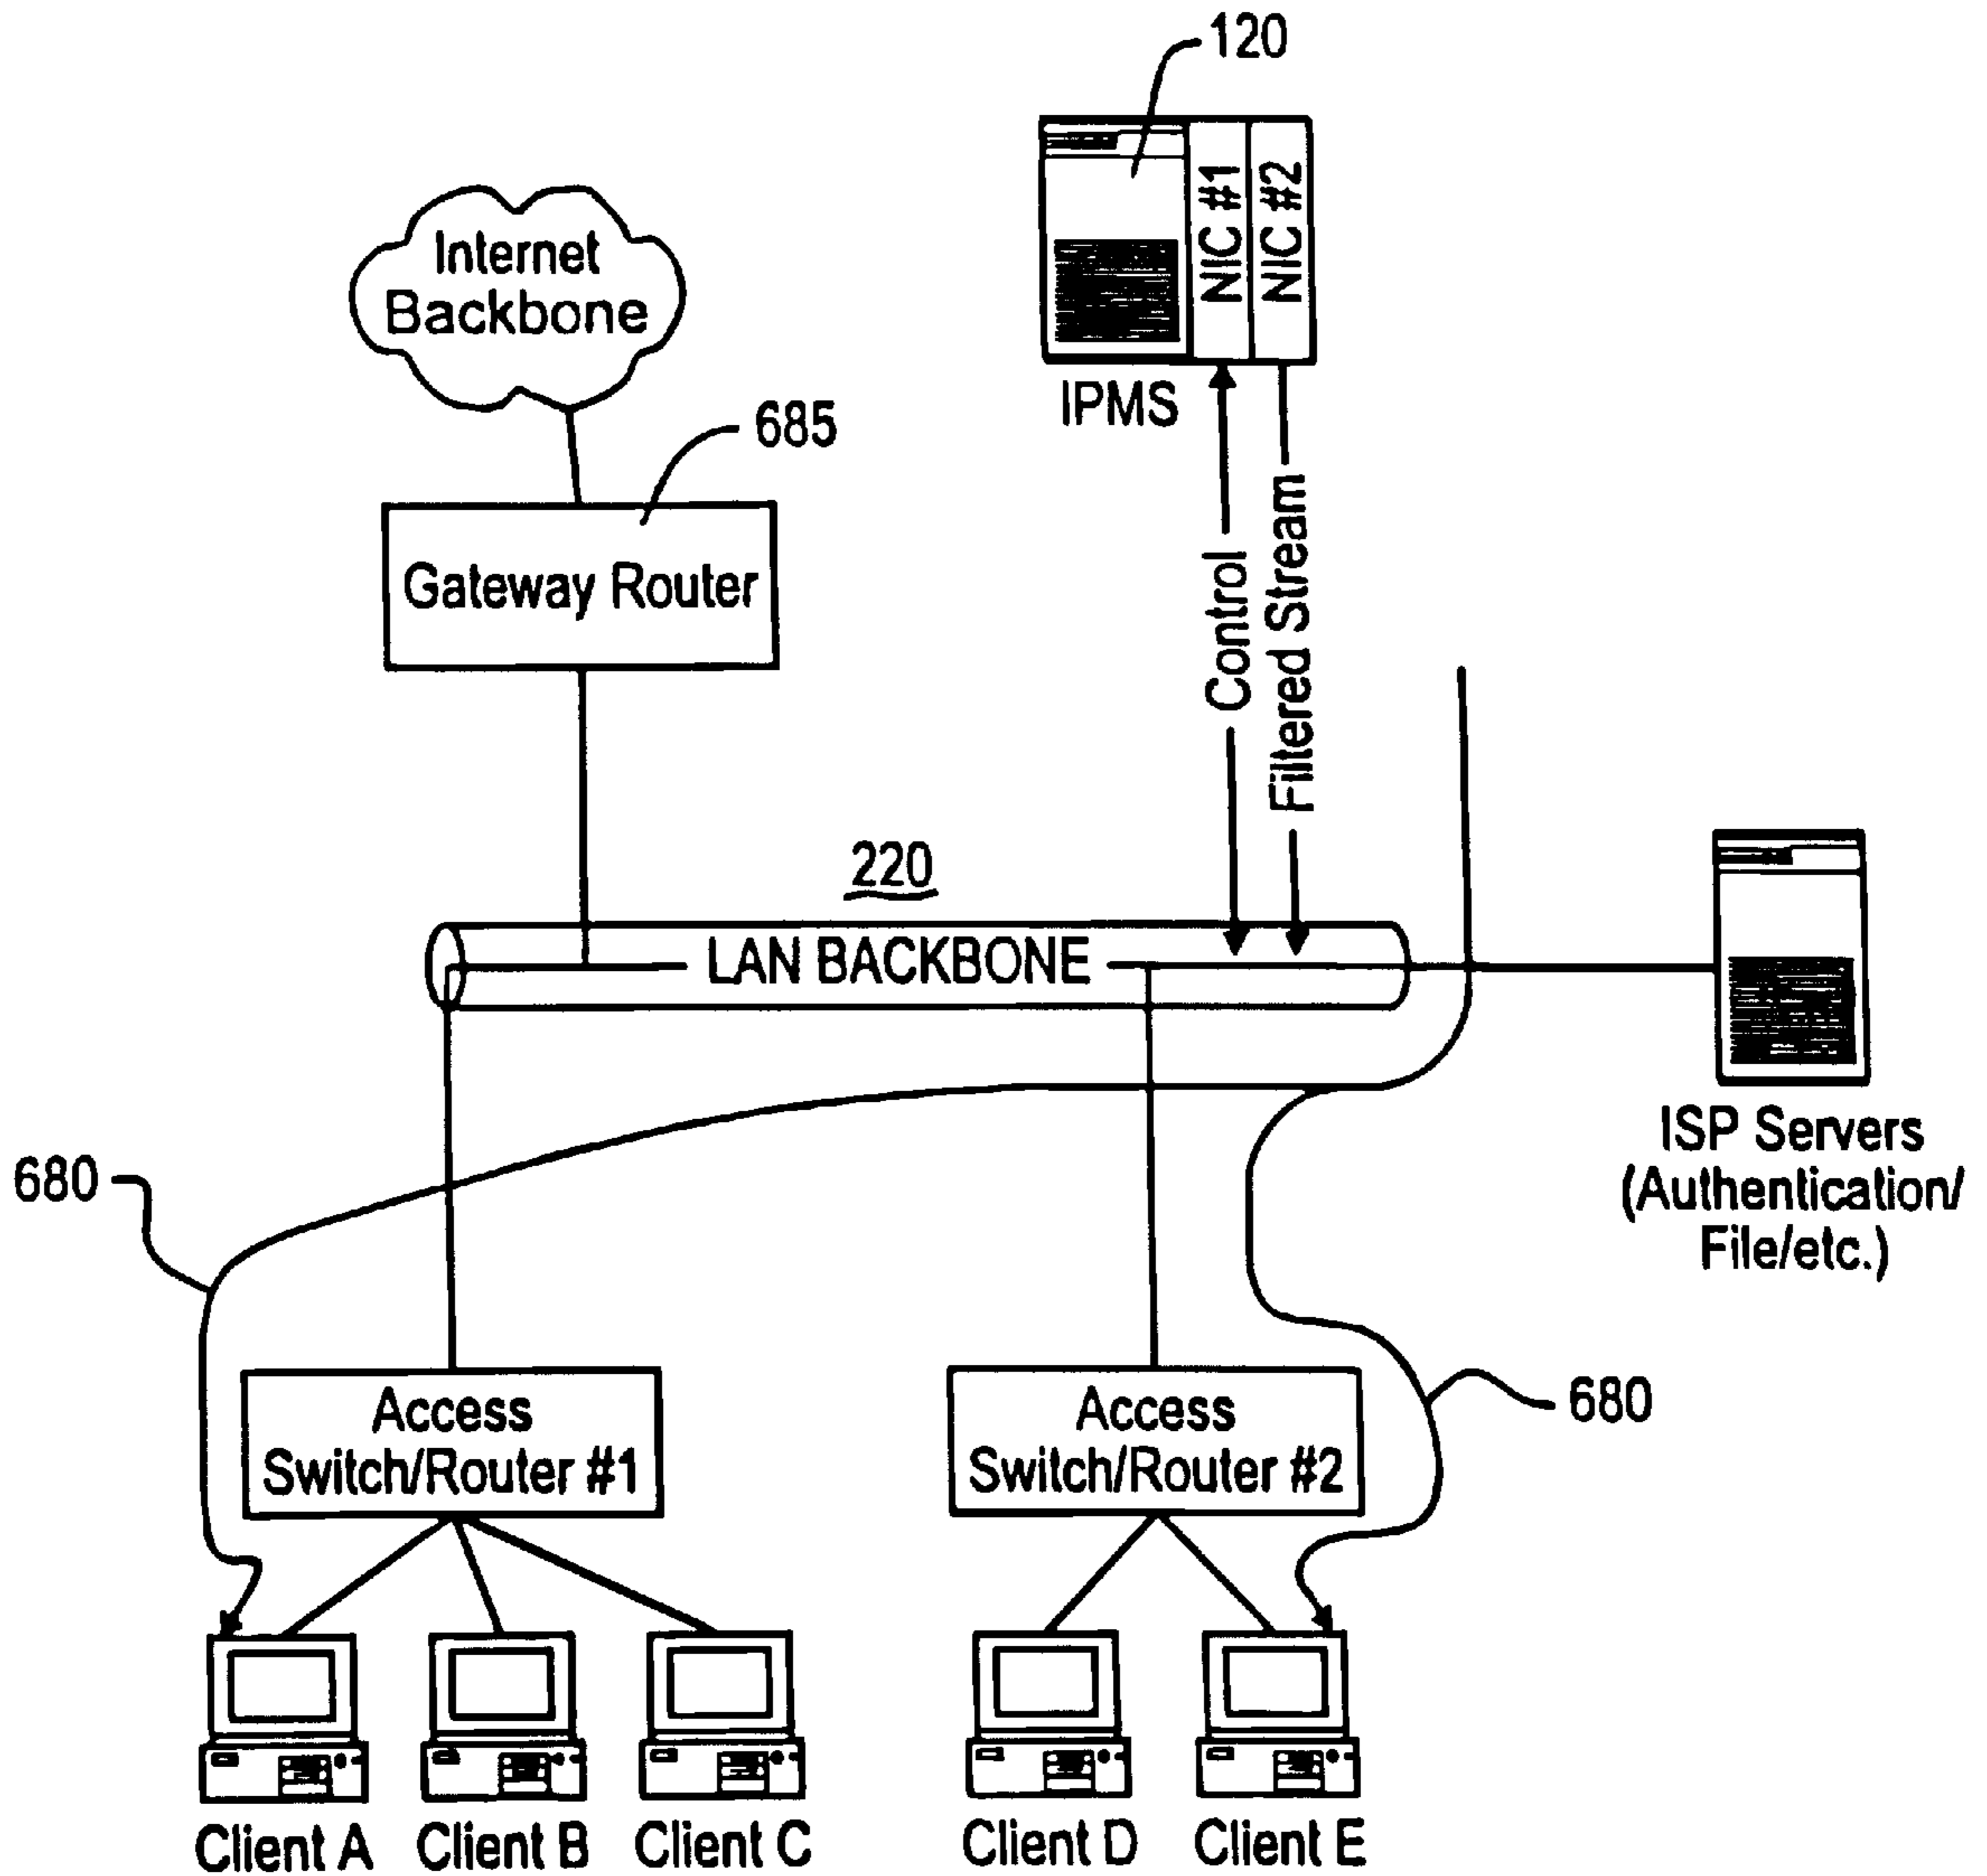 120
NIC #1
NIC #2
IPMS
Internet
Backbone
685
Gateway Router
Control
Filtered Stream
220
LAN BACKBONE
ISP Servers
(Authentication/
File/etc.)
680
Access
Switch/Router #1
Access
Switch/Router #2
680
Client A
Client B
Client C
Client D
Client E